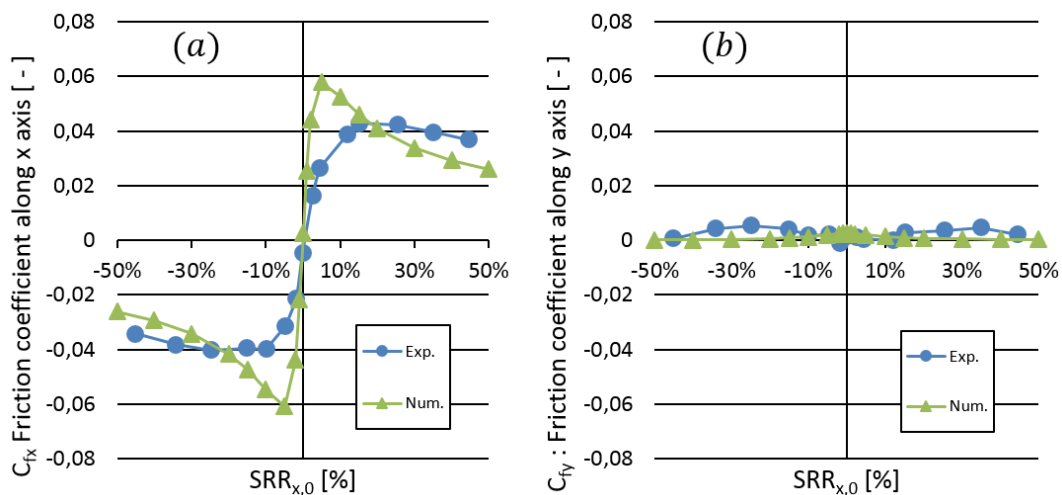 C_fx Friction coefficient along x axis [ - ]
(a)
0,08
0,06
0,04
0,02
0
-0,02
-0,04
-0,06
-0,08
-50% -30% -10% 10% 30% 50%
Exp.
Num.
SRR_x,0 [%]
C_fy : Friction coefficient along y axis [ - ]
(b)
0,08
0,06
0,04
0,02
0
-0,02
-0,04
-0,06
-0,08
-50% -30% -10% 10% 30% 50%
Exp.
Num.
SRR_x,0 [%]